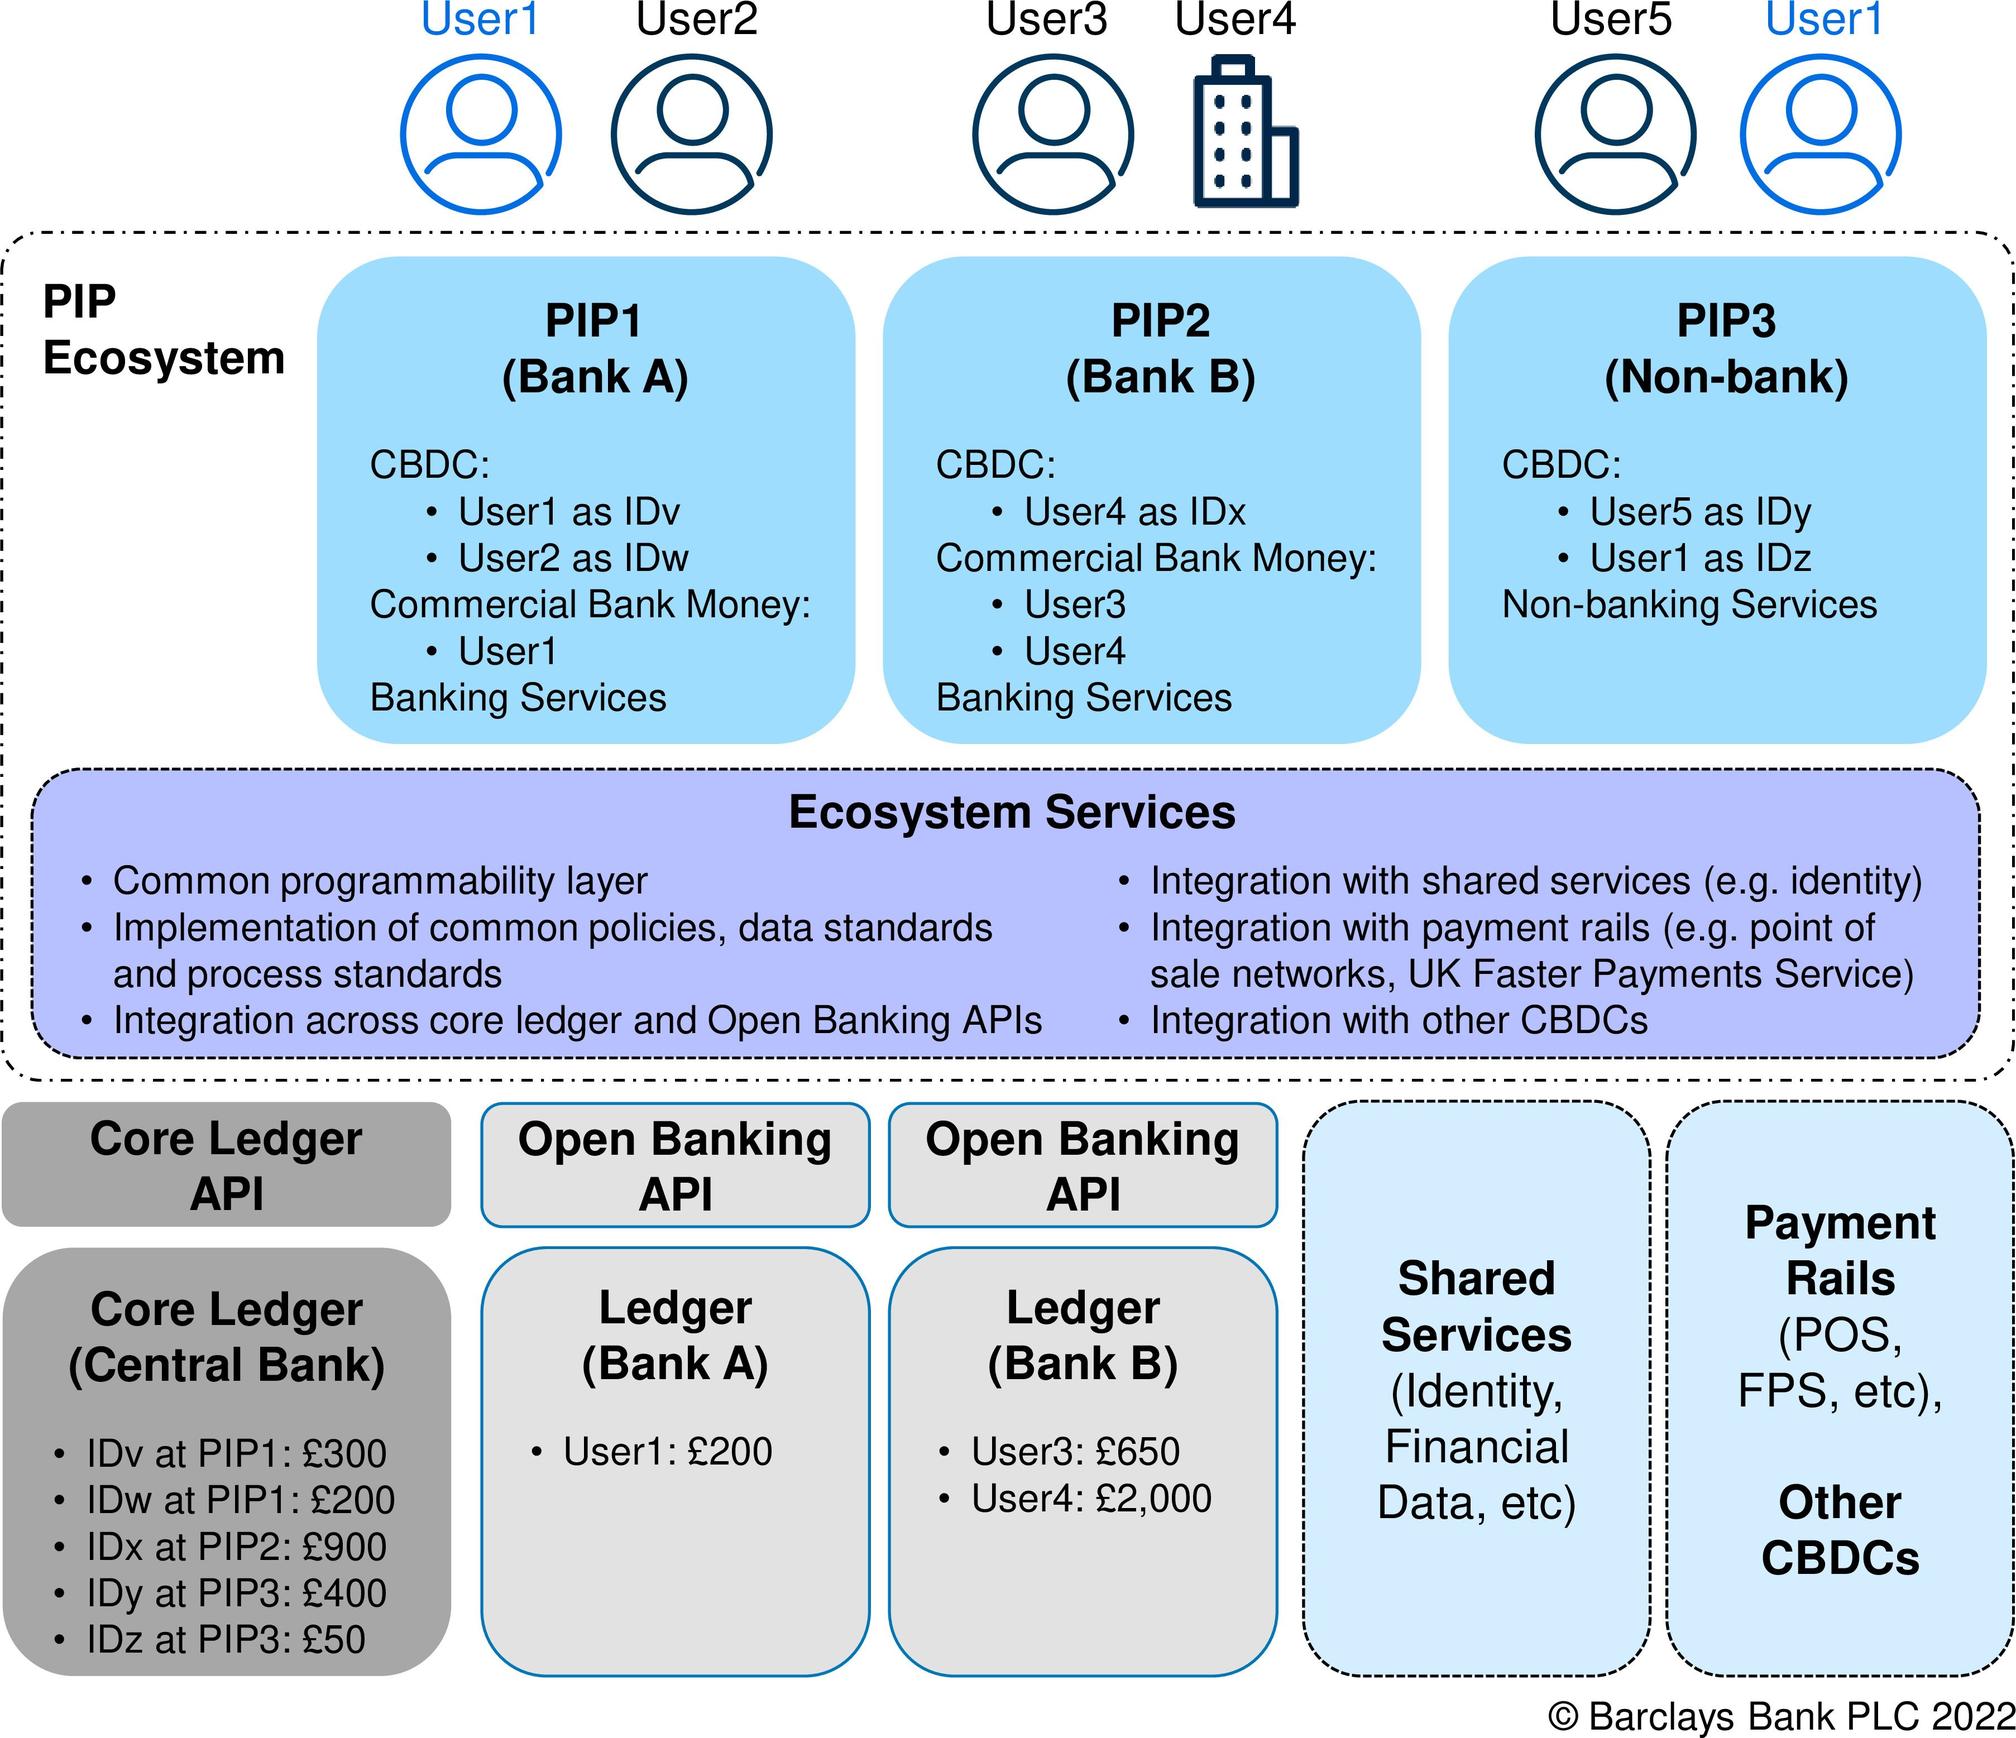 User1
User2
User3
User4
User5
User1
PIP
Ecosystem
PIP1
(Bank A)
CBDC:
• User1 as IDv
• User2 as IDw
Commercial Bank Money:
• User1
Banking Services
PIP2
(Bank B)
CBDC:
• User4 as IDx
Commercial Bank Money:
• User3
• User4
Banking Services
PIP3
(Non-bank)
CBDC:
• User5 as IDy
• User1 as IDz
Non-banking Services
Ecosystem Services
• Common programmability layer
• Implementation of common policies, data standards
and process standards
• Integration across core ledger and Open Banking APIs
• Integration with shared services (e.g. identity)
• Integration with payment rails (e.g. point of
sale networks, UK Faster Payments Service)
• Integration with other CBDCs
Core Ledger
API
Open Banking
API
Open Banking
API
Core Ledger
(Central Bank)
• IDv at PIP1: £300
• IDw at PIP1: £200
• IDx at PIP2: £900
• IDy at PIP3: £400
• IDz at PIP3: £50
Ledger
(Bank A)
• User1: £200
Ledger
(Bank B)
• User3: £650
• User4: £2,000
Shared
Services
(Identity,
Financial
Data, etc)
Payment
Rails
(POS,
FPS, etc),
Other
CBDCs
© Barclays Bank PLC 2022